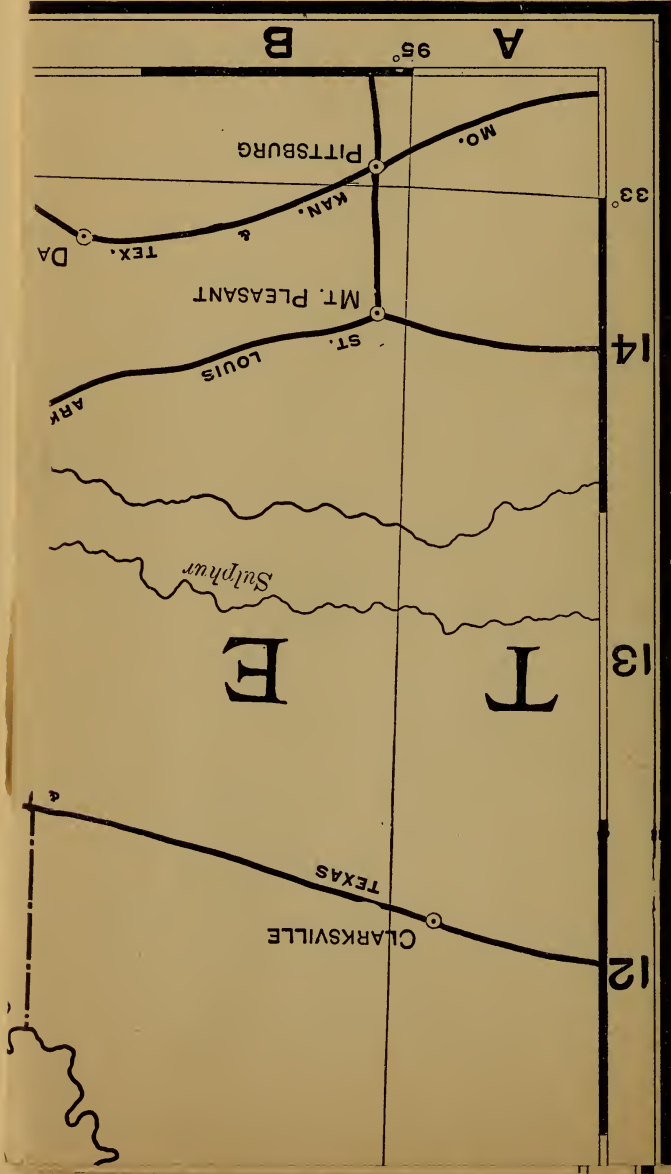 12
CLARKSVILLE
TEXAS
&
13
T E
Sulphur
14
ST. LOUIS ARK
MT. PLEASANT
33°
MO. KAN. & TEX.
DA
PITTSBURG
A 95° B